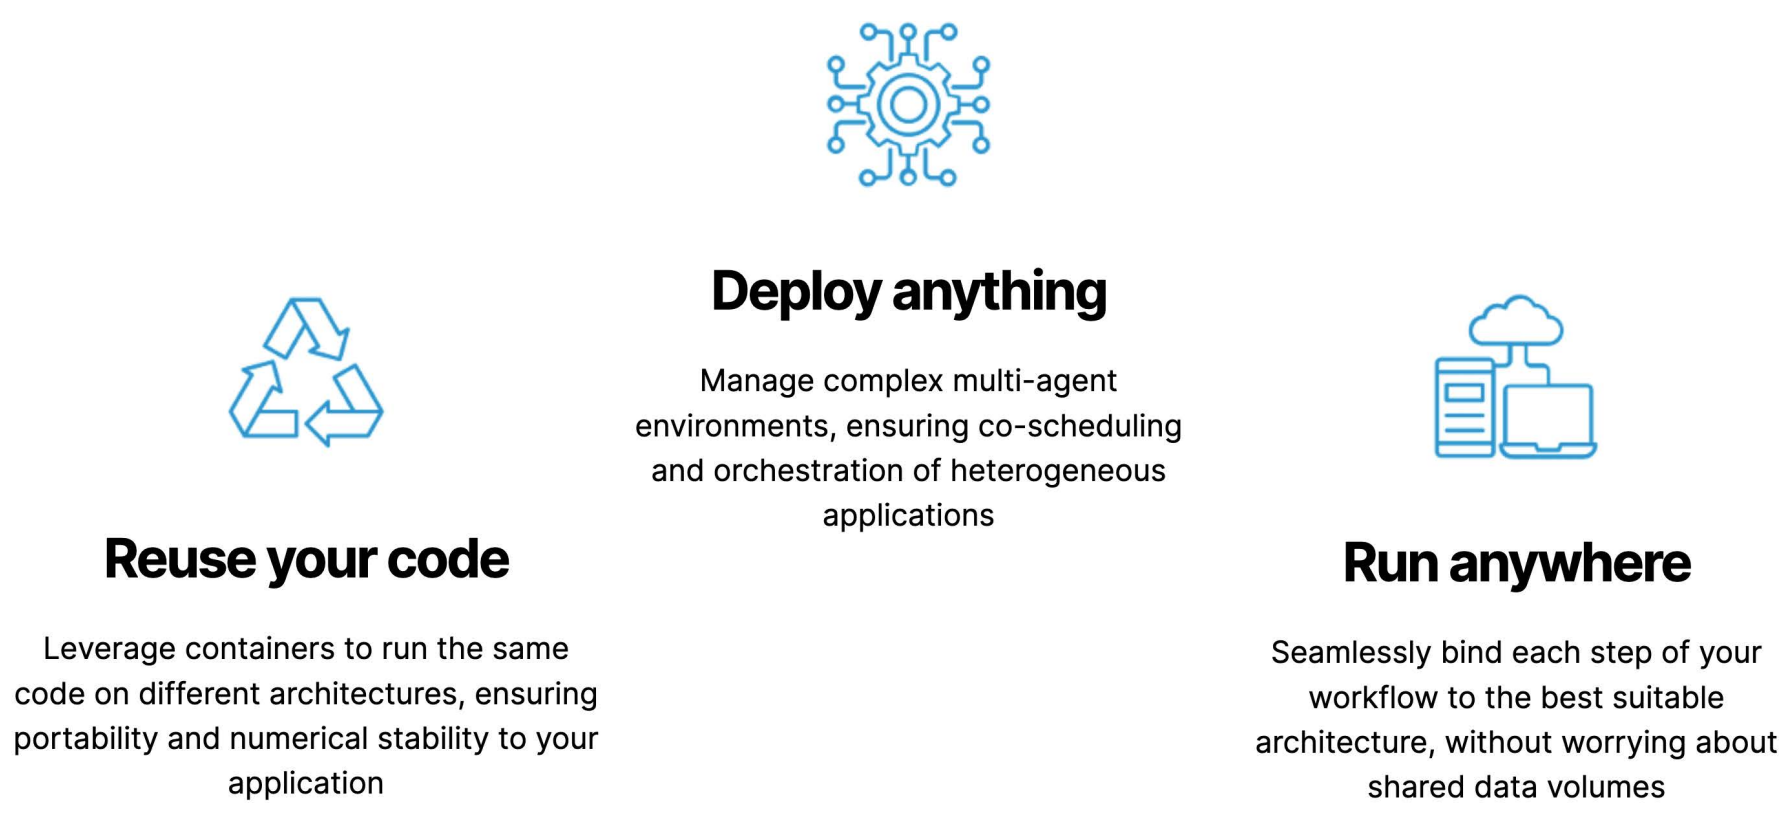 Deploy anything
Manage complex multi-agent
environments, ensuring co-scheduling
and orchestration of heterogeneous
applications
Reuse your code
Leverage containers to run the same
code on different architectures, ensuring
portability and numerical stability to your
application
Run anywhere
Seamlessly bind each step of your
workflow to the best suitable
architecture, without worrying about
shared data volumes